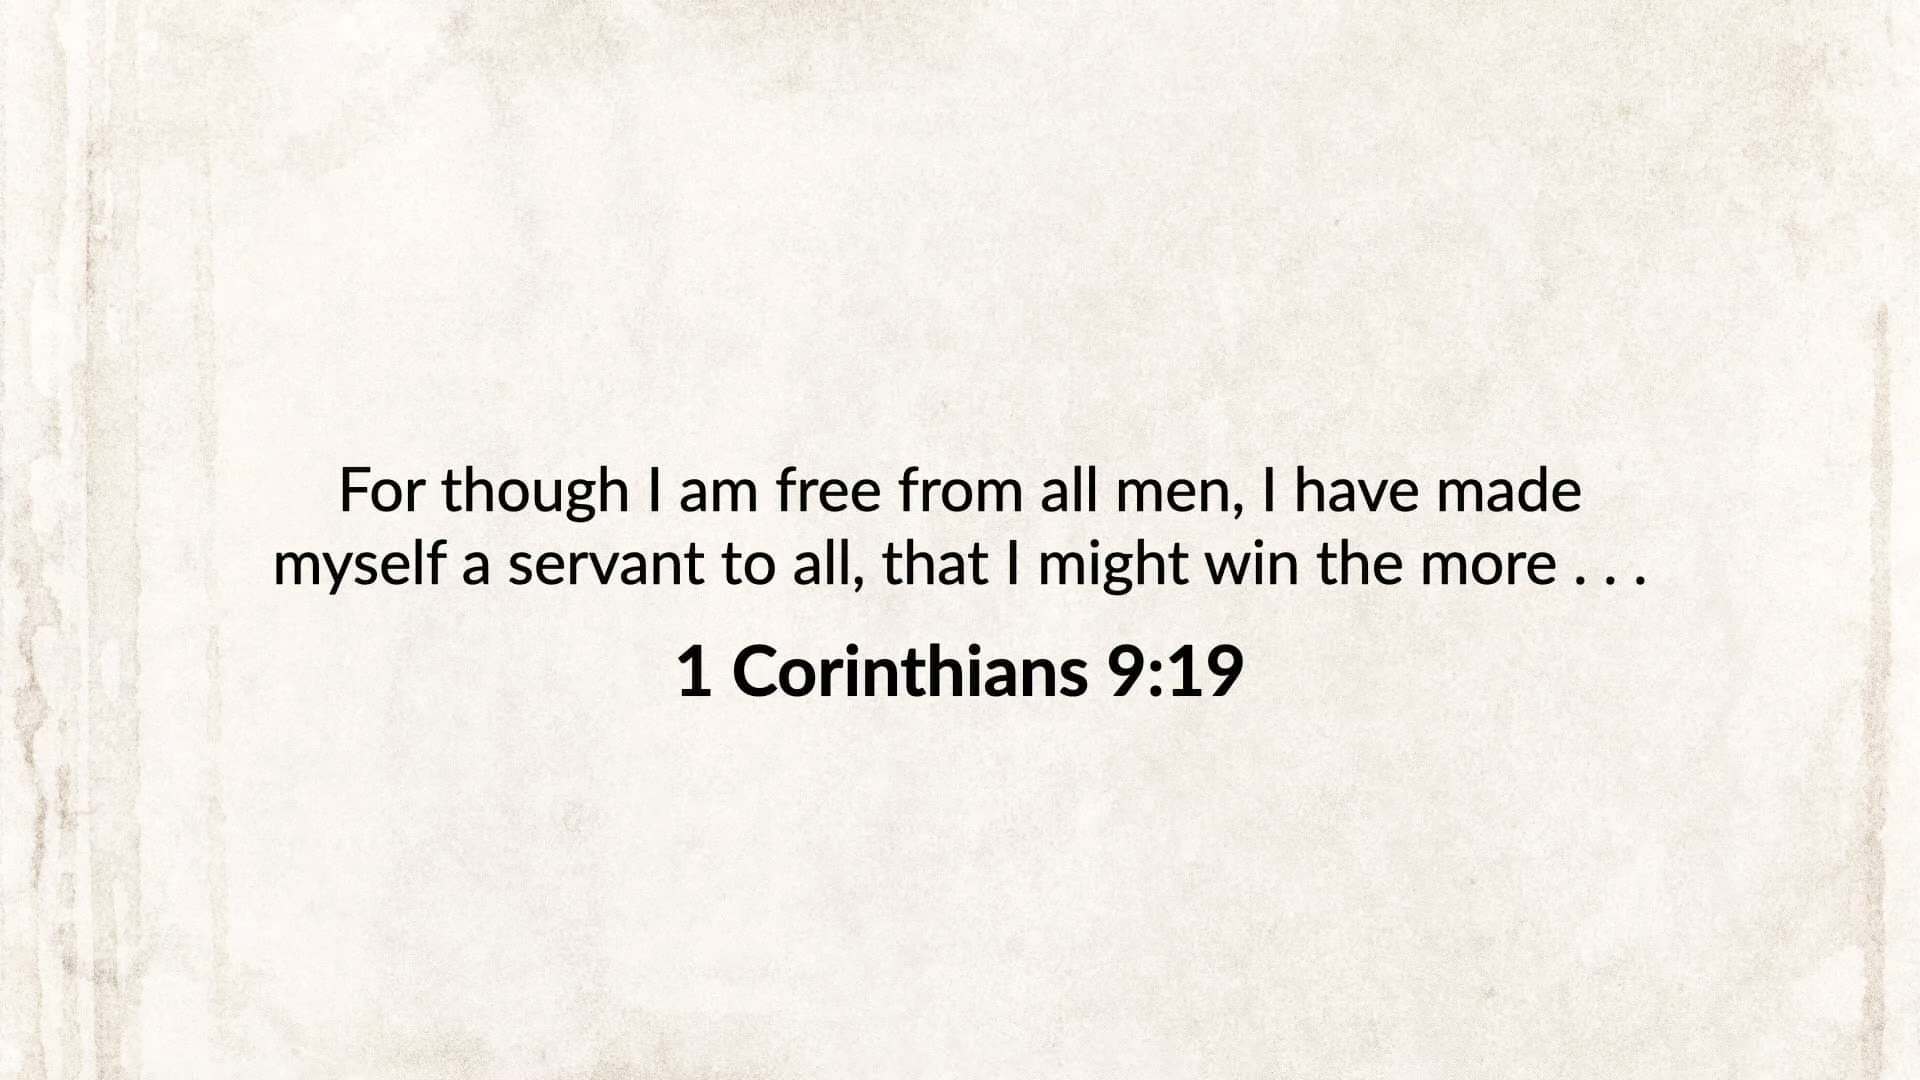 For though I am free from all men, I have made
myself a servant to all, that I might win the more . . .
1 Corinthians 9:19